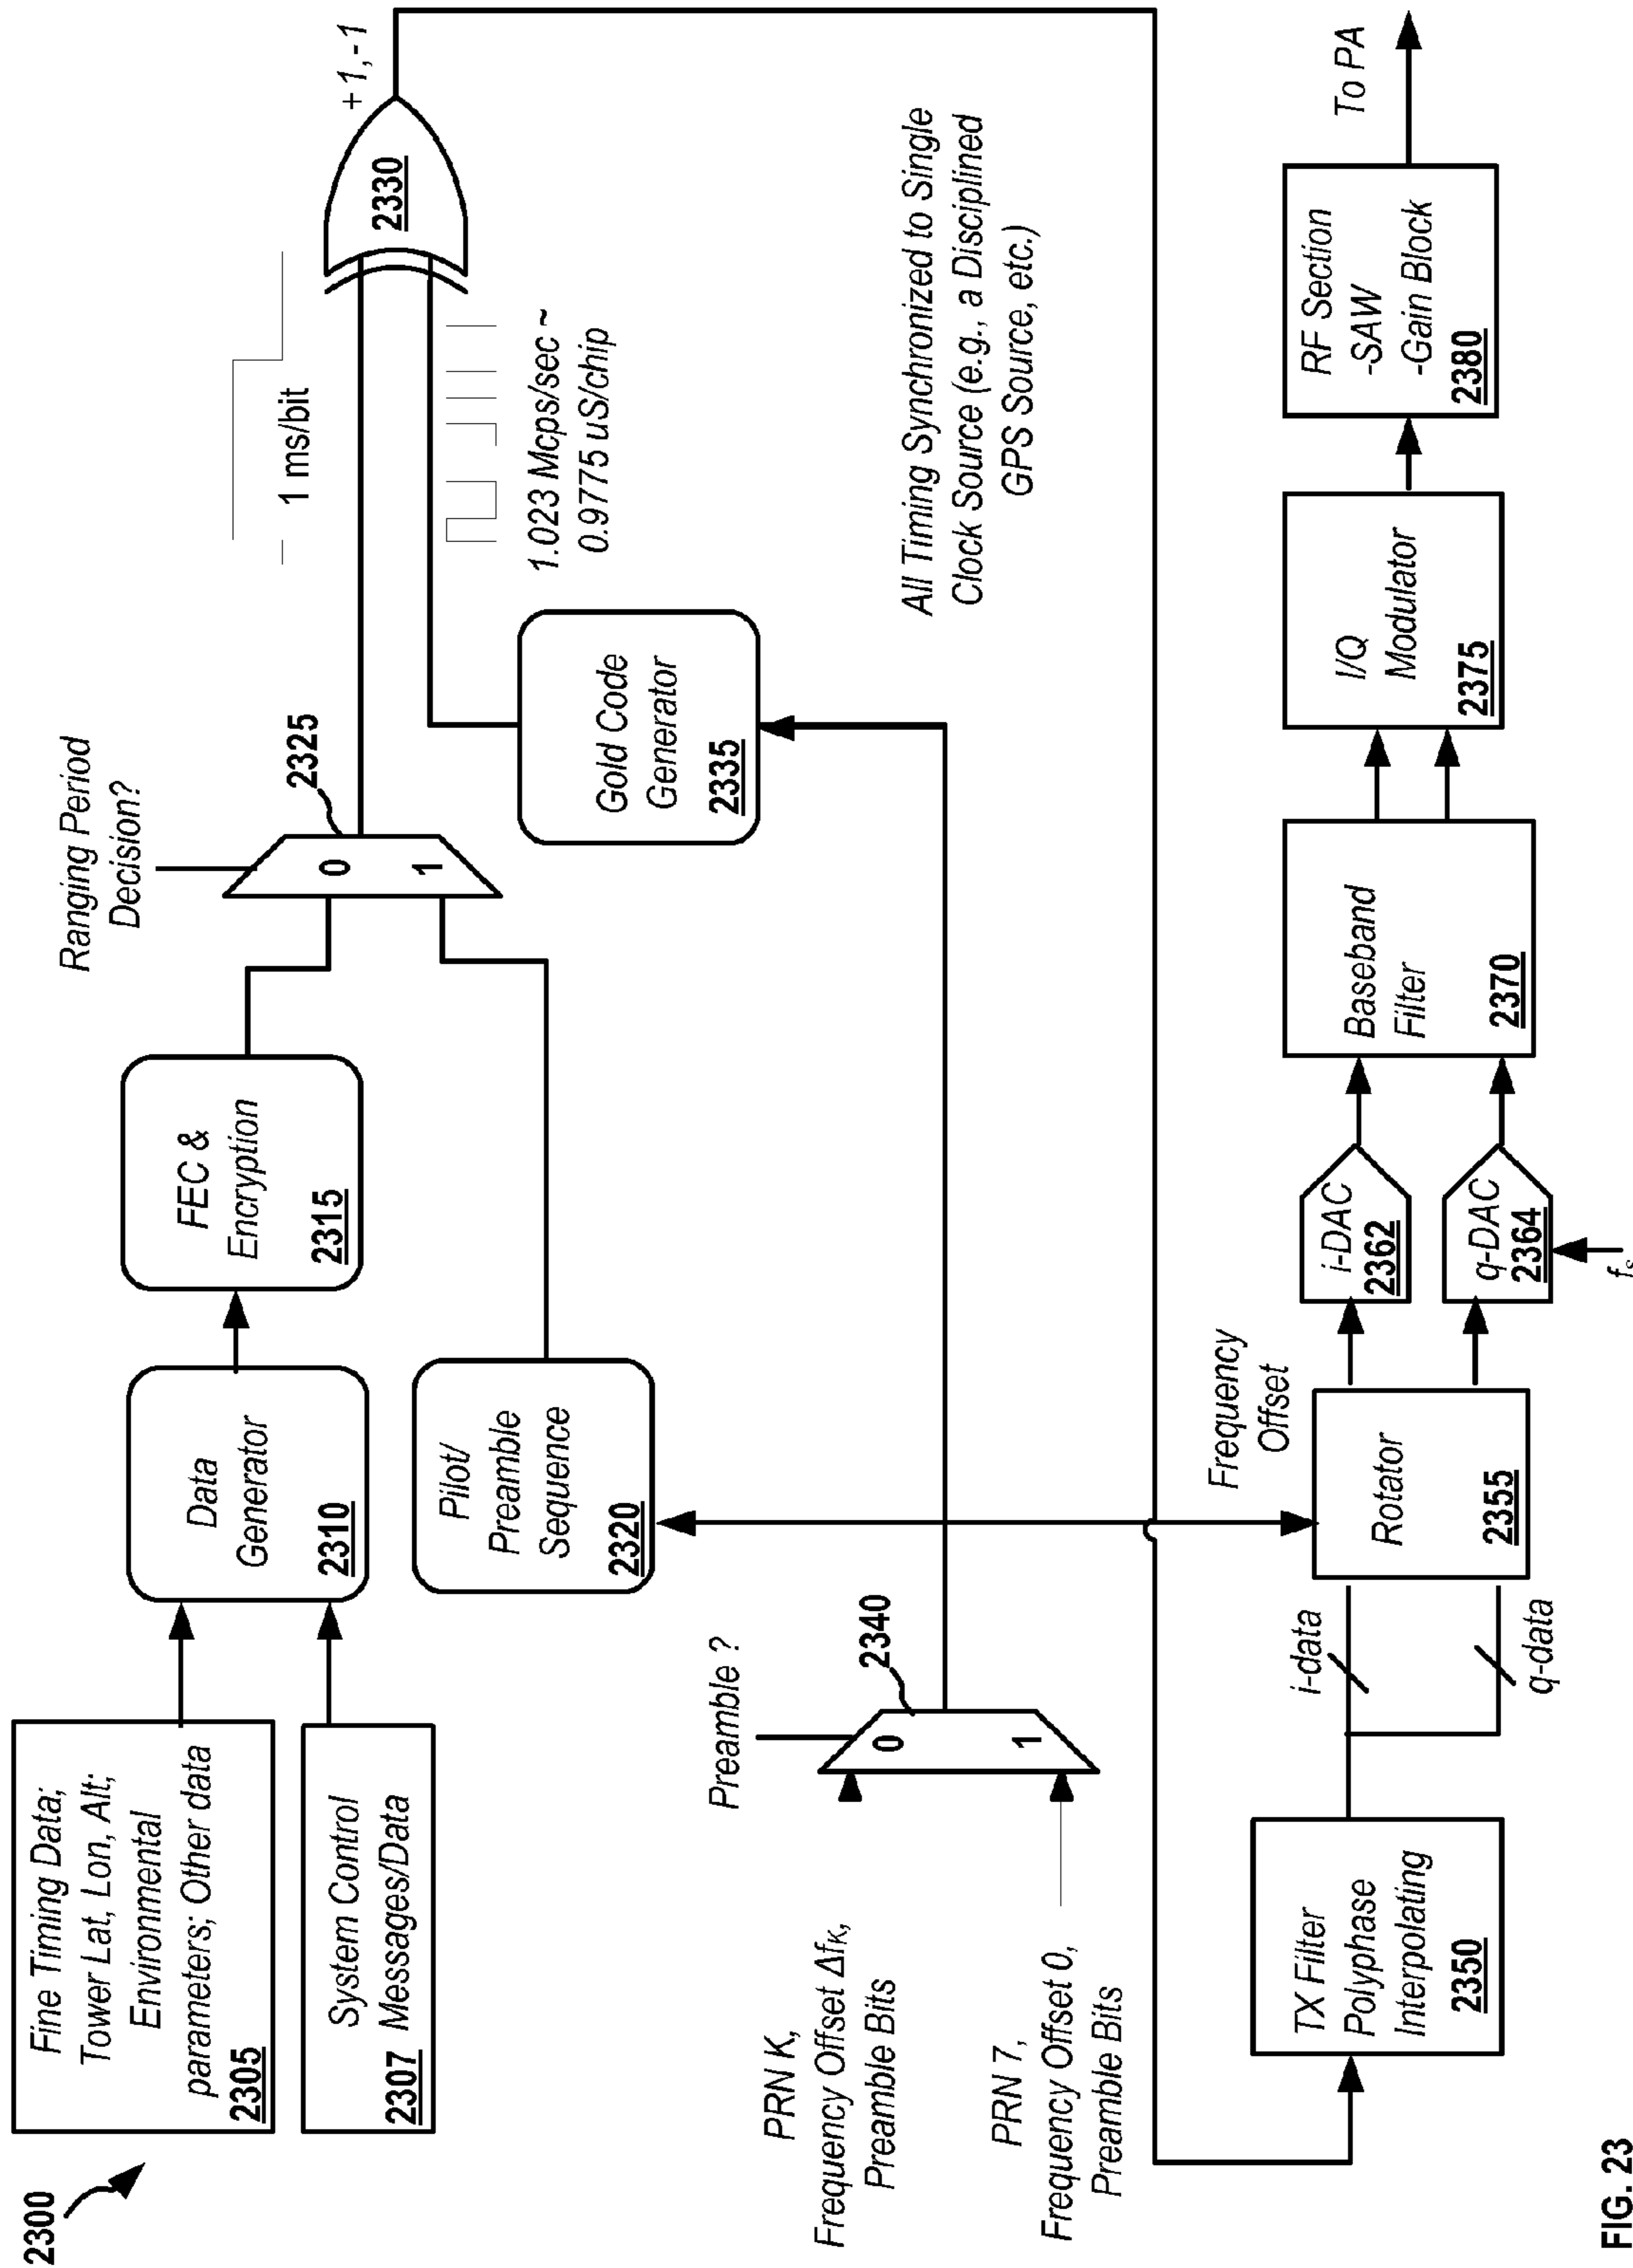 2300
Fine Timing Data;
Tower Lat, Lon, Alt;
Environmental
parameters; Other data
2305
System Control
Messages/Data
2307
Data
Generator
2310
FEC &
Encryption
2315
Pilot/
Preamble
Sequence
2320
Ranging Period
Decision?
2325
0
1
1 ms/bit
+1,-1
2330
1.023 Mcps/sec ~
0.9775 uS/chip
Gold Code
Generator
2335
All Timing Synchronized to Single
Clock Source (e.g., a Disciplined
GPS Source, etc.)
Preamble ?
2340
0
1
PRN K,
Frequency Offset ΔfK,
Preamble Bits
PRN 7,
Frequency Offset 0,
Preamble Bits
TX Filter
Polyphase
Interpolating
2350
i-data
q-data
Frequency
Offset
Rotator
2355
i-DAC
2362
q-DAC
2364
fs
Baseband
Filter
2370
I/Q
Modulator
2375
RF Section
-SAW
-Gain Block
2380
To PA
FIG. 23